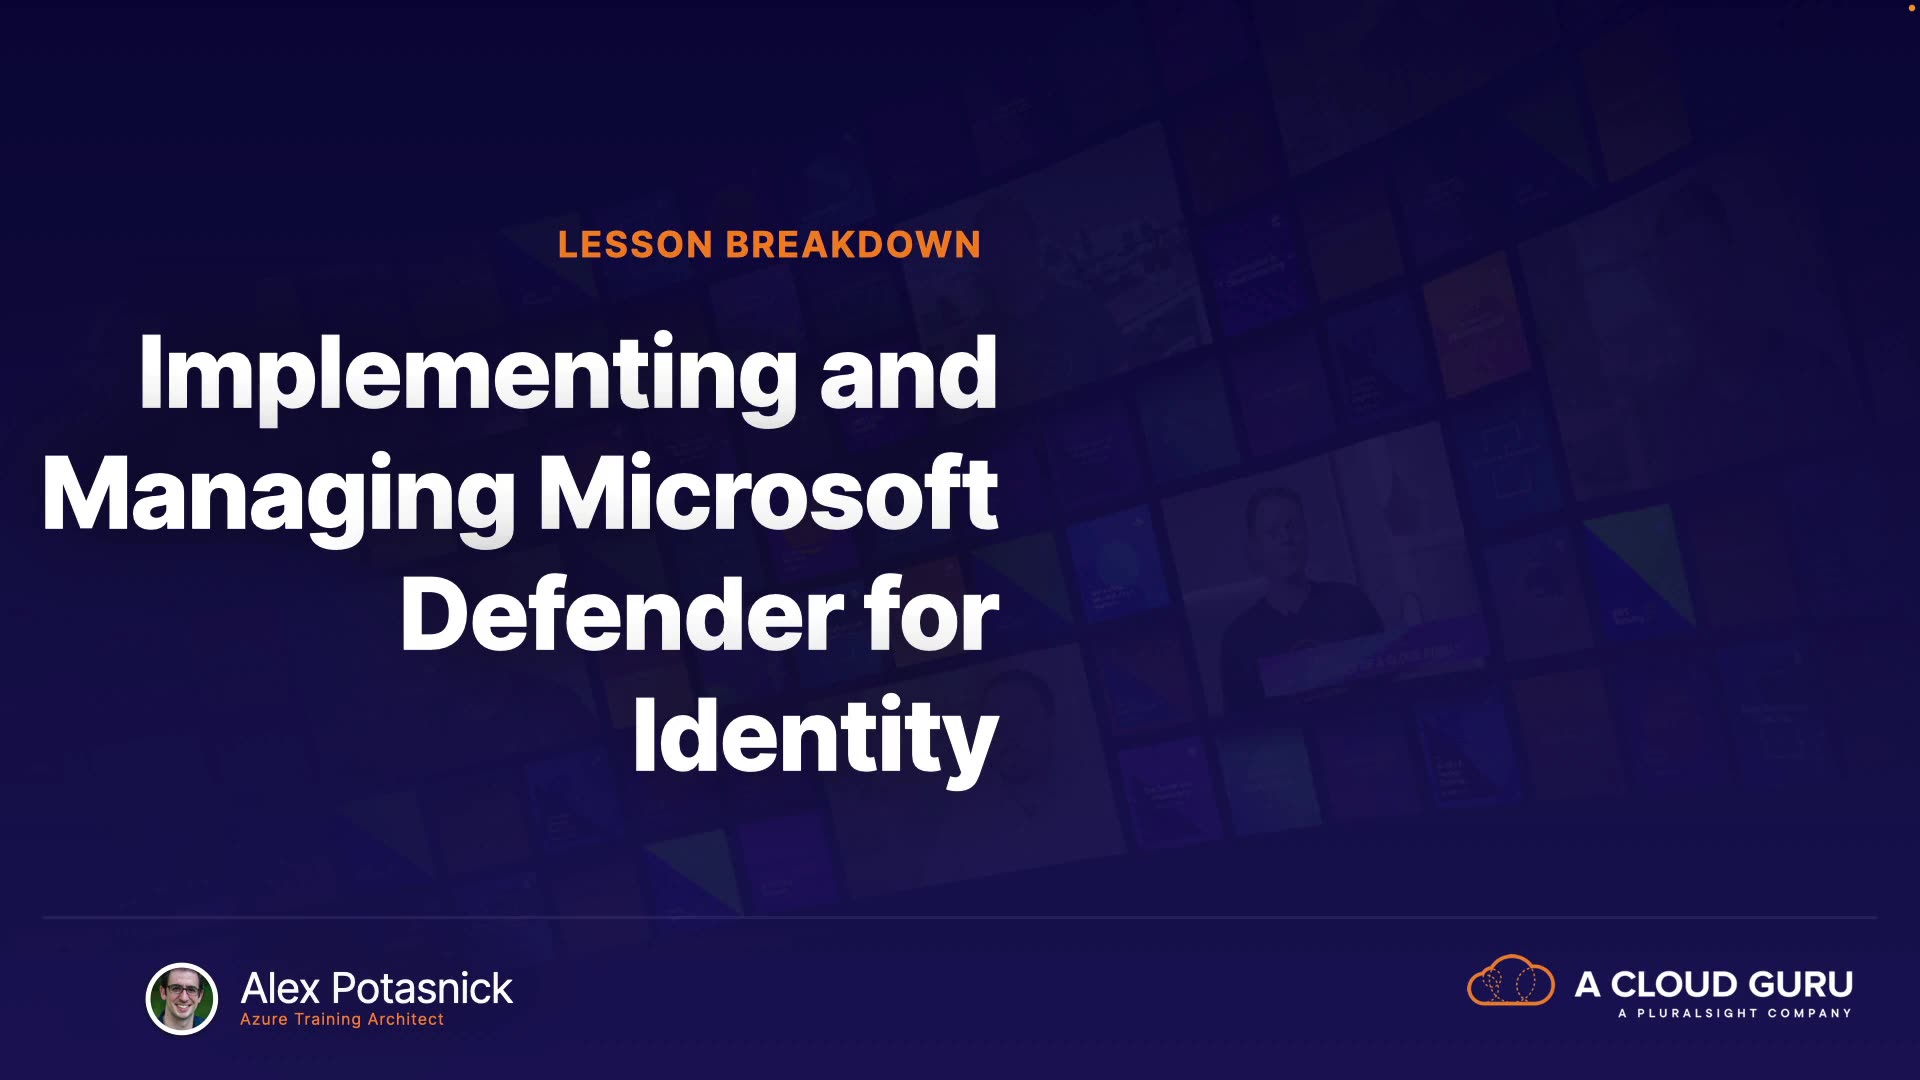 LESSON BREAKDOWN
Implementing and
Managing Microsoft
Defender for
Identity
Alex Potasnick
Azure Training Architect
A CLOUD GURU
A PLURALSIGHT COMPANY